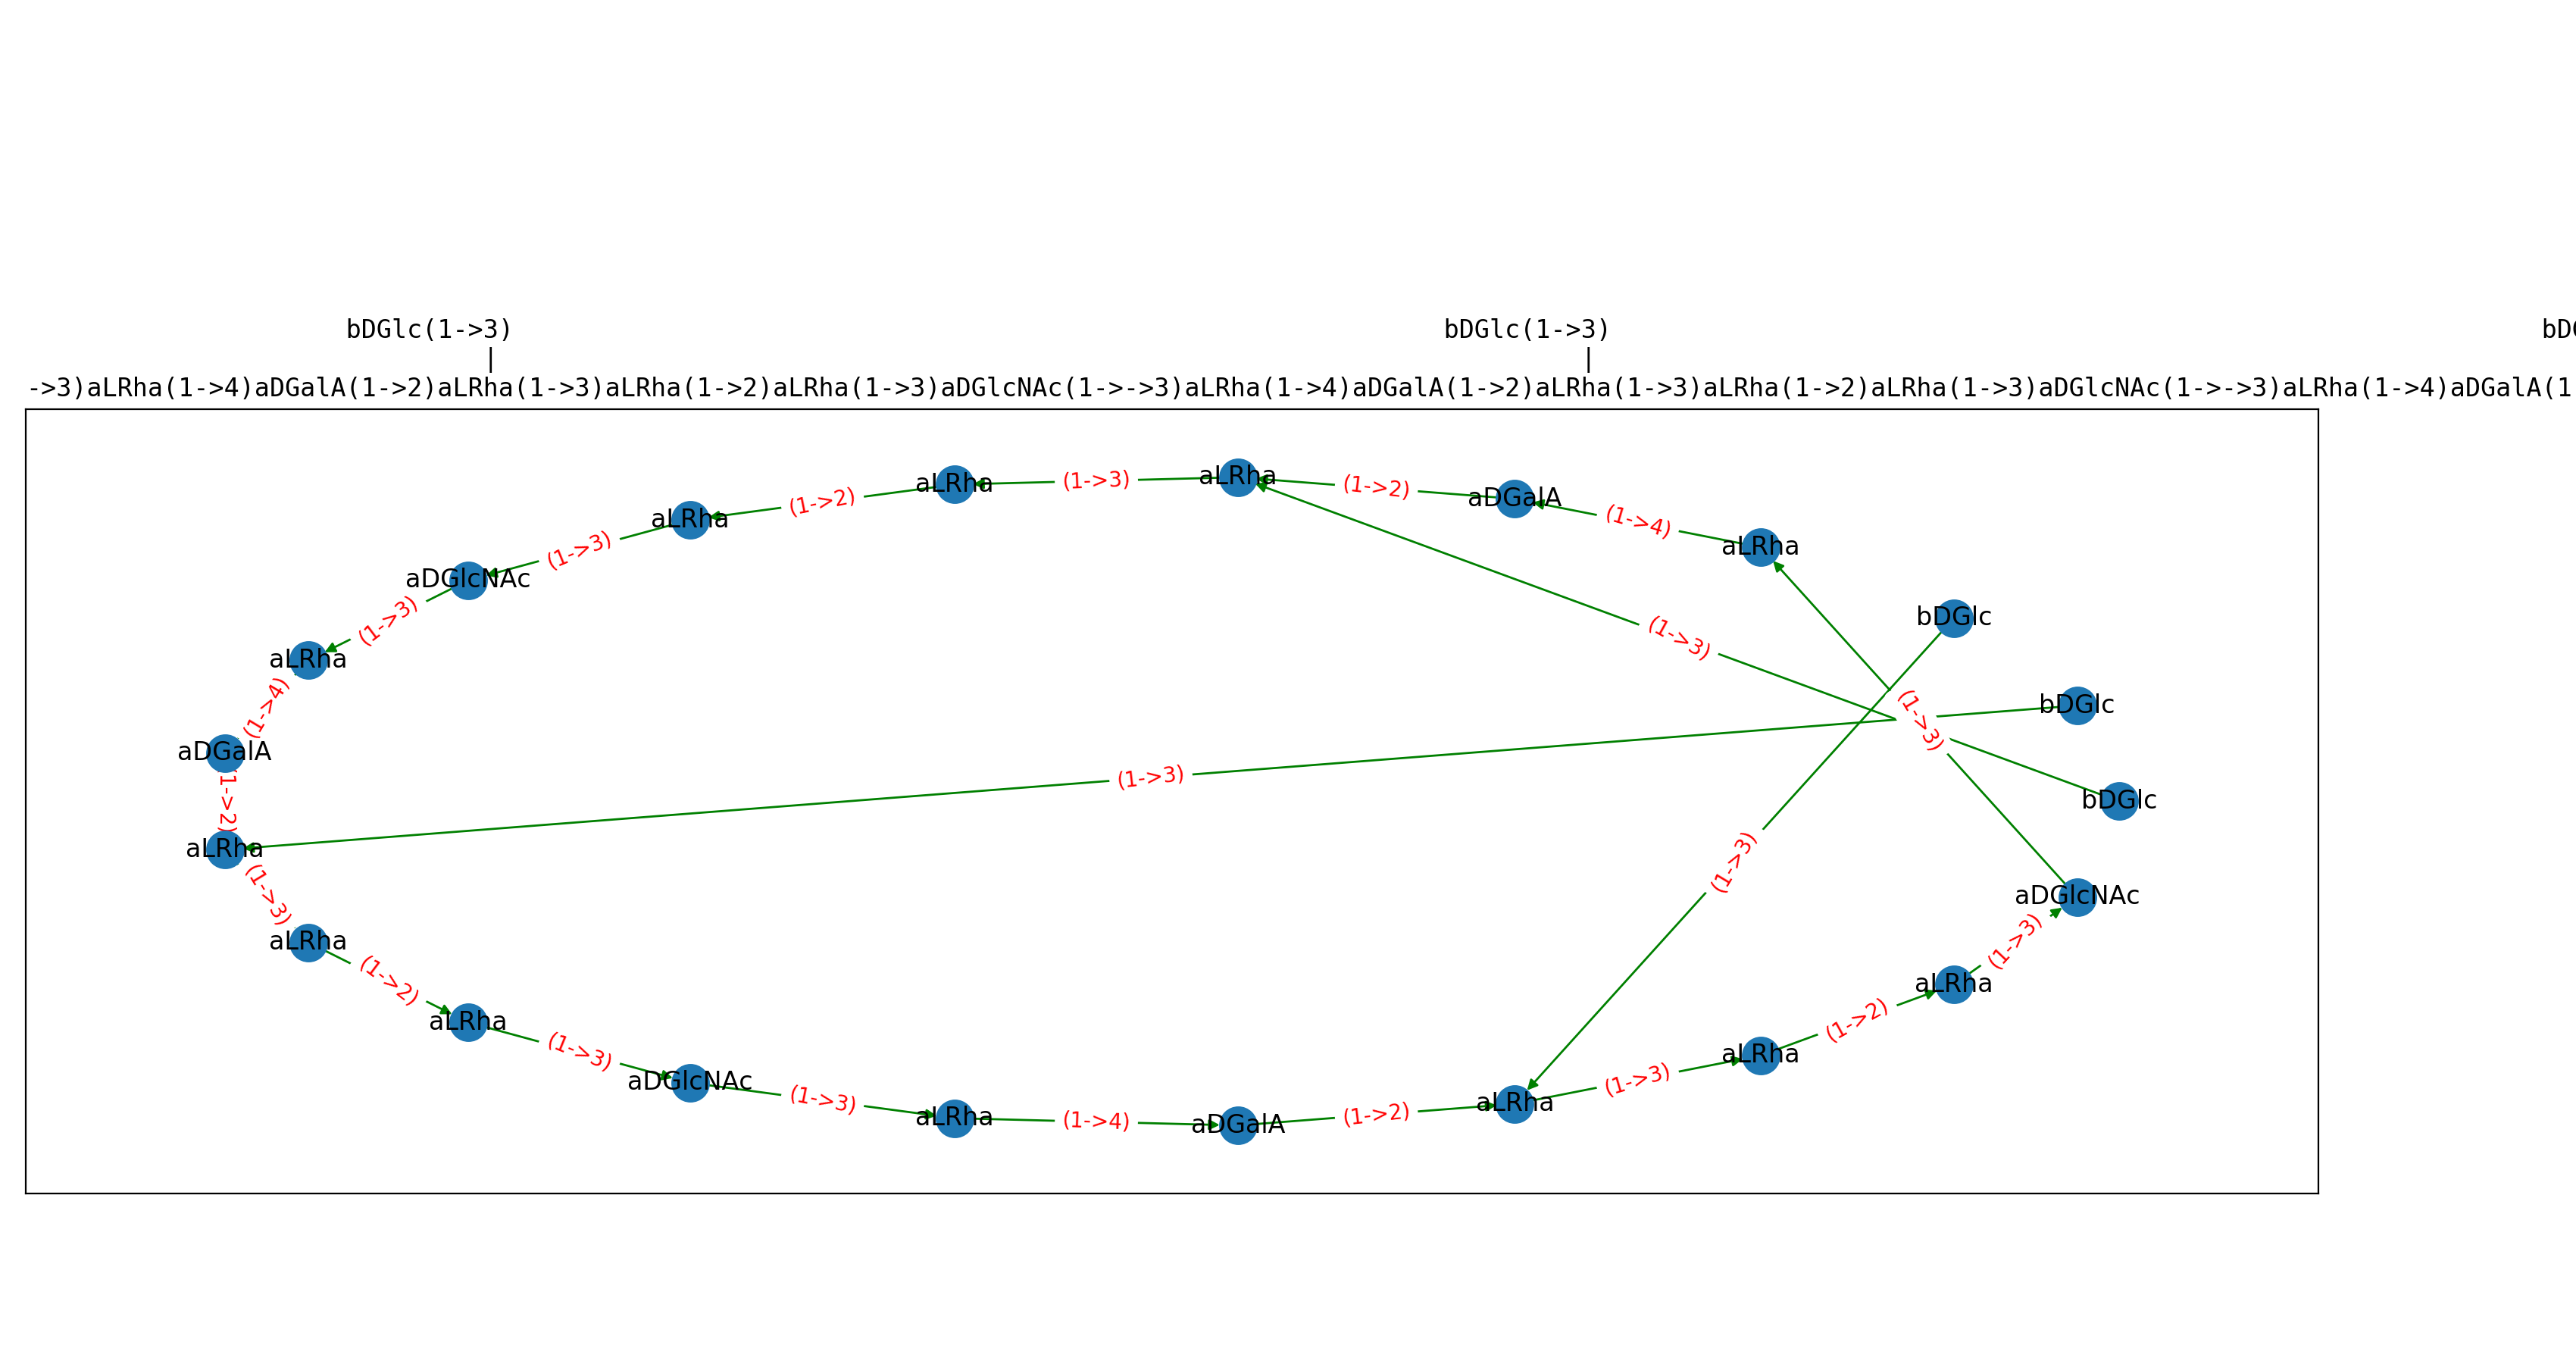 bDGlc(1->3) bDGlc(1->3)
| |
->3)aLRha(1->4)aDGalA(1->2)aLRha(1->3)aLRha(1->2)aLRha(1->3)aDGlcNAc(1->->3)aLRha(1->4)aDGalA(1->2)aLRha(1->3)aLRha(1->2)aLRha(1->3)aDGlcNAc(1->->3)aLRha(1->4)aDGalA(1
aLRha (1->3) aLRha (1->2) aDGalA
aLRha (1->2) aLRha (1->4) aLRha
aDGlcNAc (1->3)
(1->3) bDGlc
aLRha (1->3)
(1->4) (1->3) bDGlc
aDGalA (1->3)
(1->2) bDGlc
aLRha (1->3)
(1->3) aDGlcNAc
aLRha (1->3)
(1->2) aLRha
aLRha (1->2)
(1->3) aLRha
aDGlcNAc (1->3) aLRha (1->3)
aLRha (1->4) aDGalA (1->2)